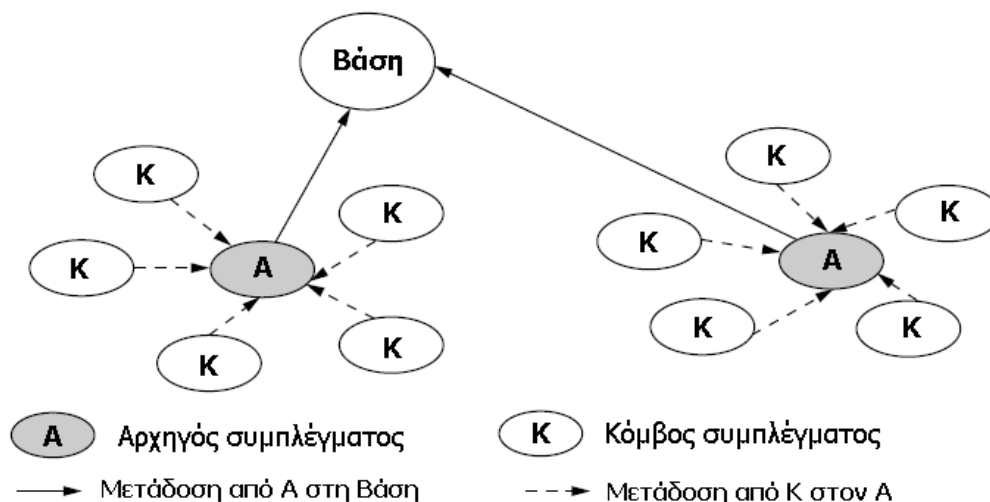 Βάση
Κ
Κ
Κ
Κ
Κ
Α
Κ
Κ
Κ
Κ
Κ
Α
Α Αρχηγός συμπλέγματος
Κ Κόμβος συμπλέγματος
Μετάδοση από Α στη Βάση
Μετάδοση από Κ στον Α